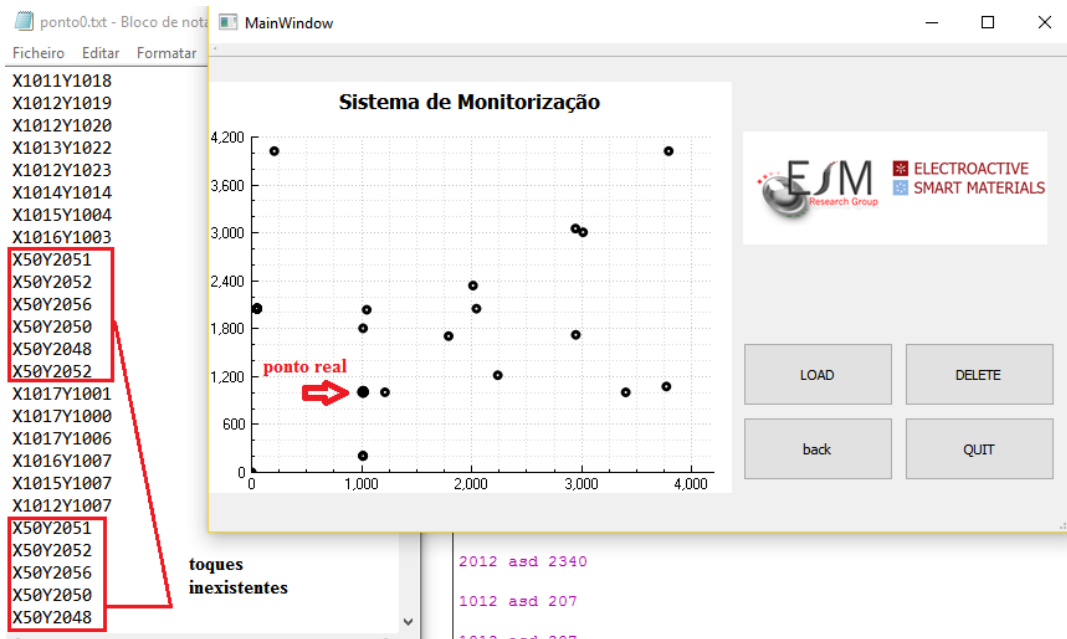 ponto0.txt - Bloco de nota
Ficheiro Editar Formatar
X1011Y1018
X1012Y1019
X1012Y1020
X1013Y1022
X1012Y1023
X1014Y1014
X1015Y1004
X1016Y1003
X50Y2051
X50Y2052
X50Y2056
X50Y2050
X50Y2048
X50Y2052
X1017Y1001
X1017Y1000
X1017Y1006
X1016Y1007
X1015Y1007
X1012Y1007
X50Y2051
X50Y2052
X50Y2056
X50Y2050
X50Y2048
toques
inexistentes
MainWindow
Sistema de Monitorização
4,200
3,600
3,000
2,400
1,800
1,200
600
0
0 1,000 2,000 3,000 4,000
ponto real
ESM
Research Group
ELECTROACTIVE
SMART MATERIALS
LOAD DELETE
back QUIT
2012 asd 2340
1012 asd 207